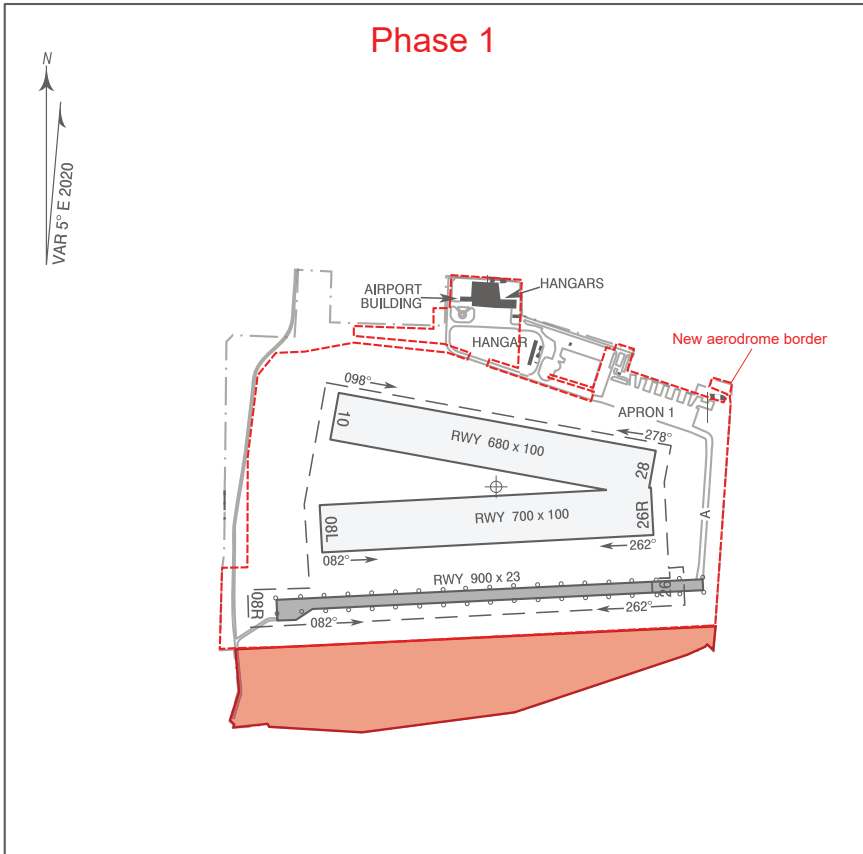 Phase 1
N
VAR 5° E 2020
AIRPORT
BUILDING
HANGARS
HANGAR
New aerodrome border
APRON 1
098°
10
RWY 680 x 100
278°
28
08L
RWY 700 x 100
26R
A
082°
262°
RWY 900 x 23
08R
26L
082°
262°